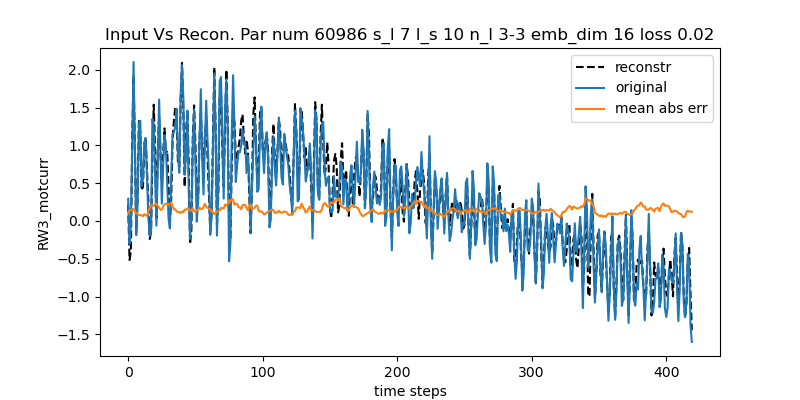 Input Vs Recon. Par num 60986 s_l 7 l_s 10 n_l 3-3 emb_dim 16 loss 0.02
reconstr
original
mean abs err
RW3_motcurr
2.0
1.5
1.0
0.5
0.0
−0.5
−1.0
−1.5
0
100
200
300
400
time steps